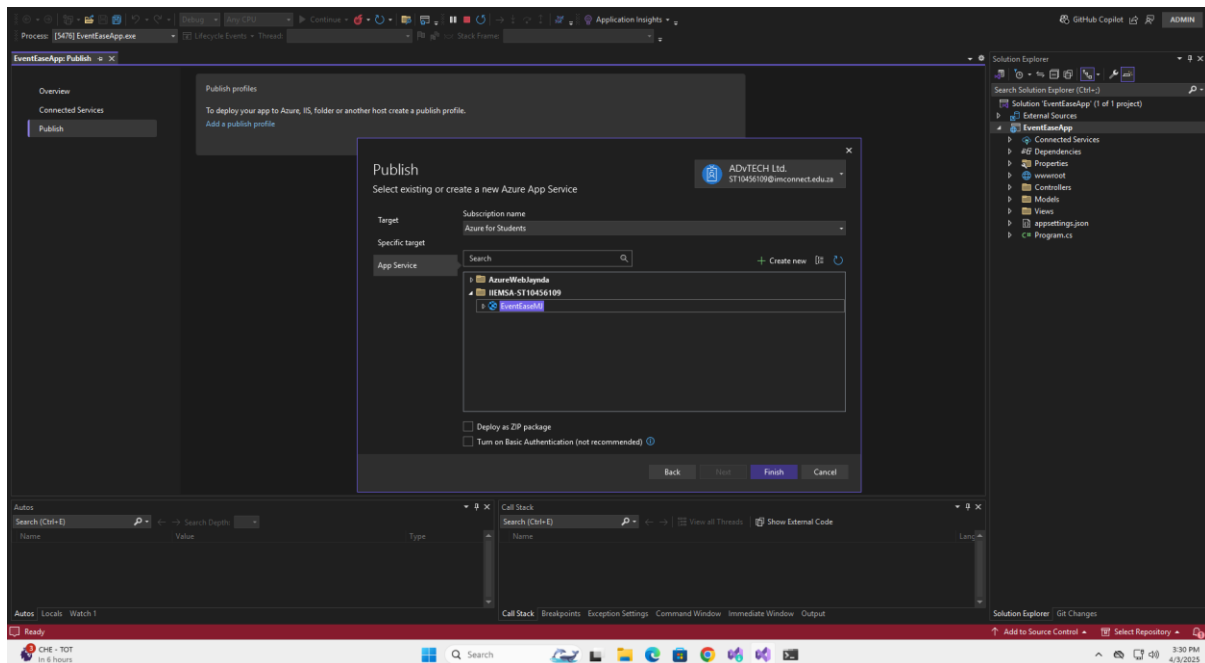 Debug
Any CPU
Continue
Application Insights
GitHub Copilot
ADMIN
Process: [5476] EventEaseApp.exe
Lifecycle Events
Thread:
Stack Frame:
EventEaseApp: Publish
Overview
Connected Services
Publish
Publish profiles
To deploy your app to Azure, IIS, folder or another host create a publish profile.
Add a publish profile
Publish
Select existing or create a new Azure App Service
ADvTECH Ltd.
ST10456109@imconnect.edu.za
Target
Specific target
App Service
Subscription name
Azure for Students
Search
Create new
AzureWebJaynda
IIEMSA-ST10456109
EventEaseMJ
Deploy as ZIP package
Turn on Basic Authentication (not recommended)
Back
Next
Finish
Cancel
Solution Explorer
Search Solution Explorer (Ctrl+;)
Solution 'EventEaseApp' (1 of 1 project)
External Sources
EventEaseApp
Connected Services
Dependencies
Properties
wwwroot
Controllers
Models
Views
appsettings.json
C# Program.cs
Autos
Search (Ctrl+E)
Search Depth:
Name Value Type
Autos Locals Watch 1
Call Stack
Search (Ctrl+E)
View all Threads
Show External Code
Name
Lang
Call Stack Breakpoints Exception Settings Command Window Immediate Window Output
Solution Explorer Git Changes
Ready
Add to Source Control
Select Repository
CHE - TOT
In 6 hours
Search
3:30 PM
4/3/2025